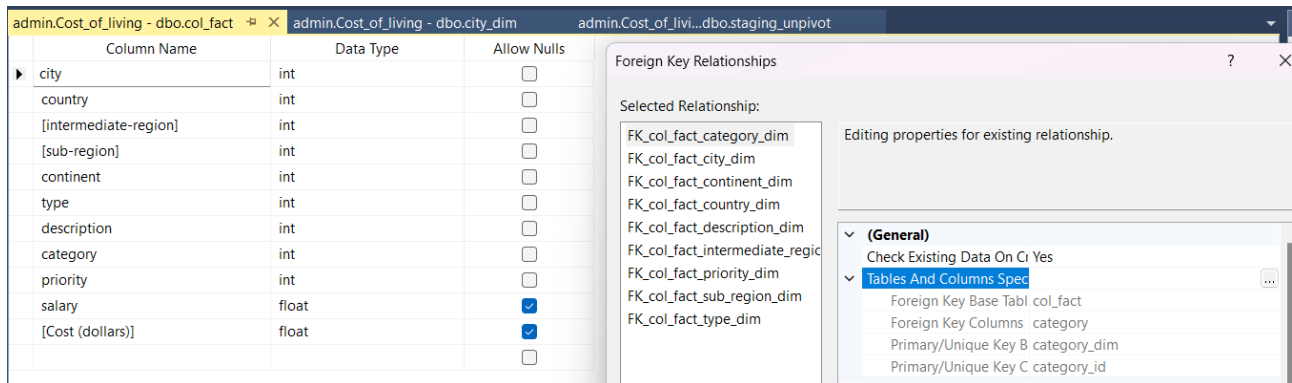 admin.Cost_of_living - dbo.col_fact admin.Cost_of_living - dbo.city_dim admin.Cost_of_livi...dbo.staging_unpivot
Column Name Data Type Allow Nulls
city int
country int
[intermediate-region] int
[sub-region] int
continent int
type int
description int
category int
priority int
salary float
[Cost (dollars)] float
Foreign Key Relationships ? ×
Selected Relationship:
FK_col_fact_category_dim
FK_col_fact_city_dim
FK_col_fact_continent_dim
FK_col_fact_country_dim
FK_col_fact_description_dim
FK_col_fact_intermediate_regic
FK_col_fact_priority_dim
FK_col_fact_sub_region_dim
FK_col_fact_type_dim
Editing properties for existing relationship.
(General)
Check Existing Data On Cr Yes
Tables And Columns Spec ...
Foreign Key Base Tabl col_fact
Foreign Key Columns category
Primary/Unique Key B category_dim
Primary/Unique Key C category_id